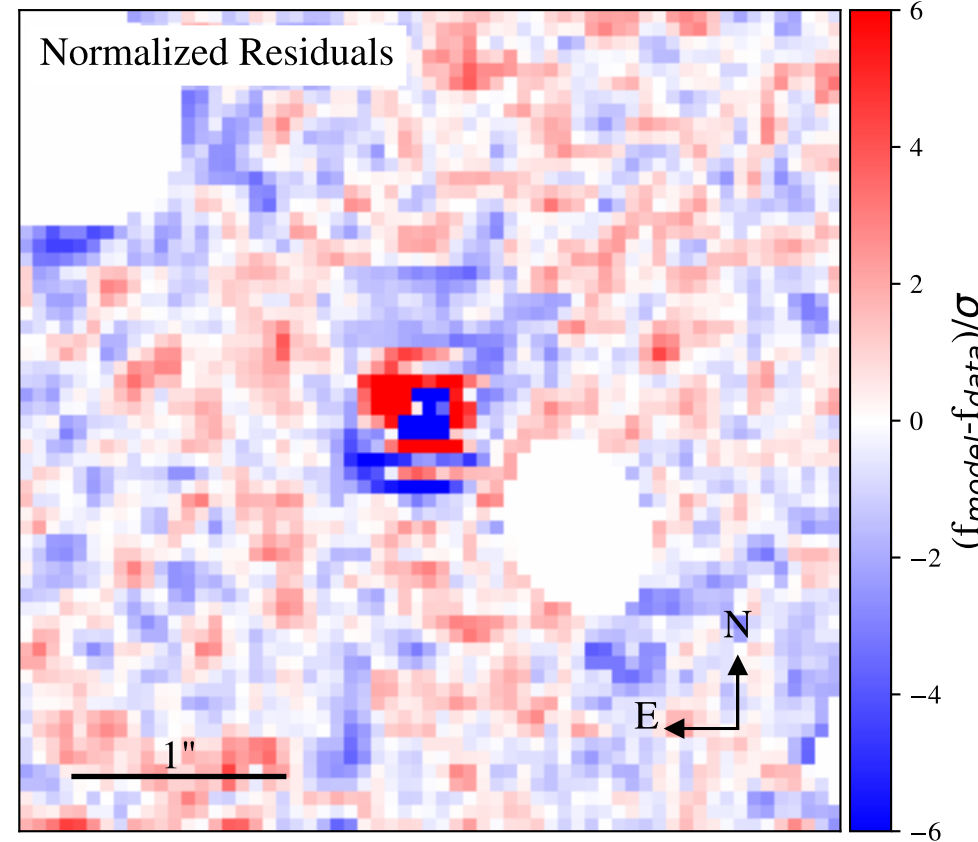 Normalized Residuals
6
4
2
0
−2
−4
−6
(f_model-f_data)/σ
N
E
1"